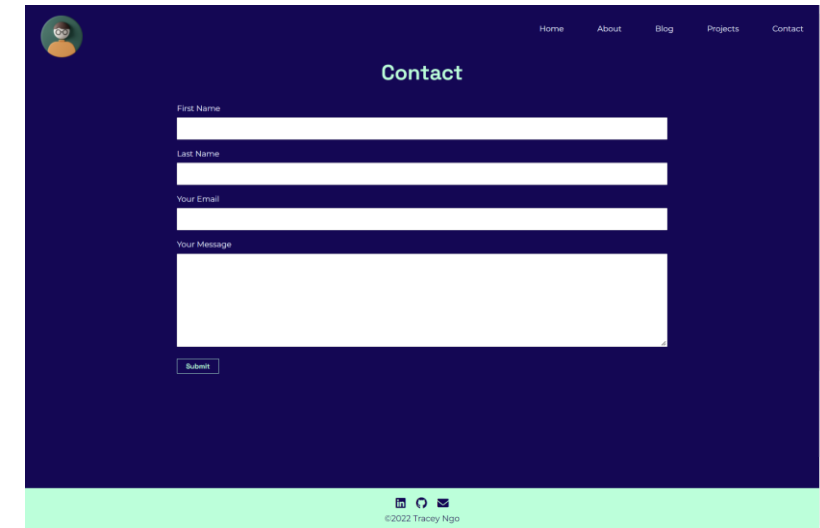 Home About Blog Projects Contact
Contact
First Name
Last Name
Your Email
Your Message
Submit
©2022 Tracey Ngo